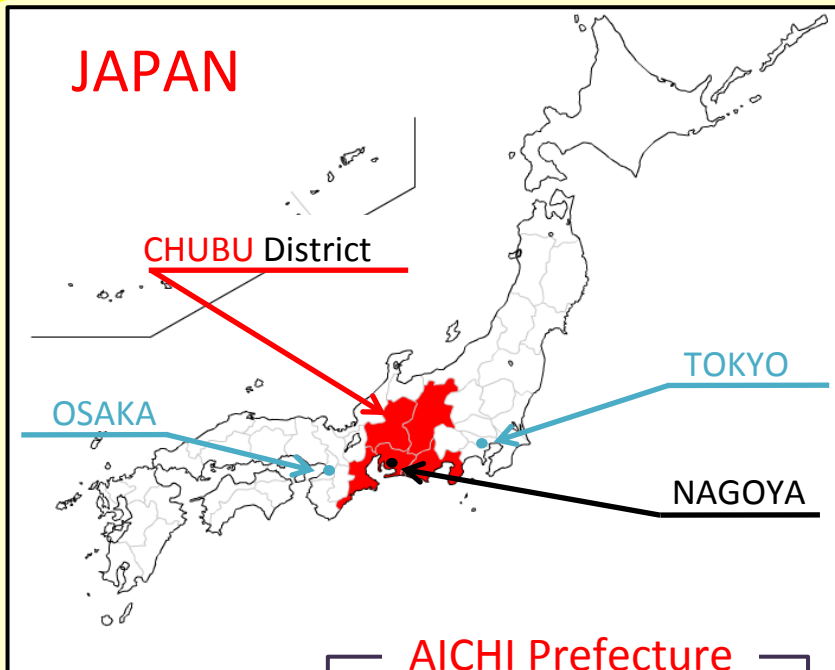 JAPAN
CHUBU District
TOKYO
OSAKA
NAGOYA
AICHI Prefecture